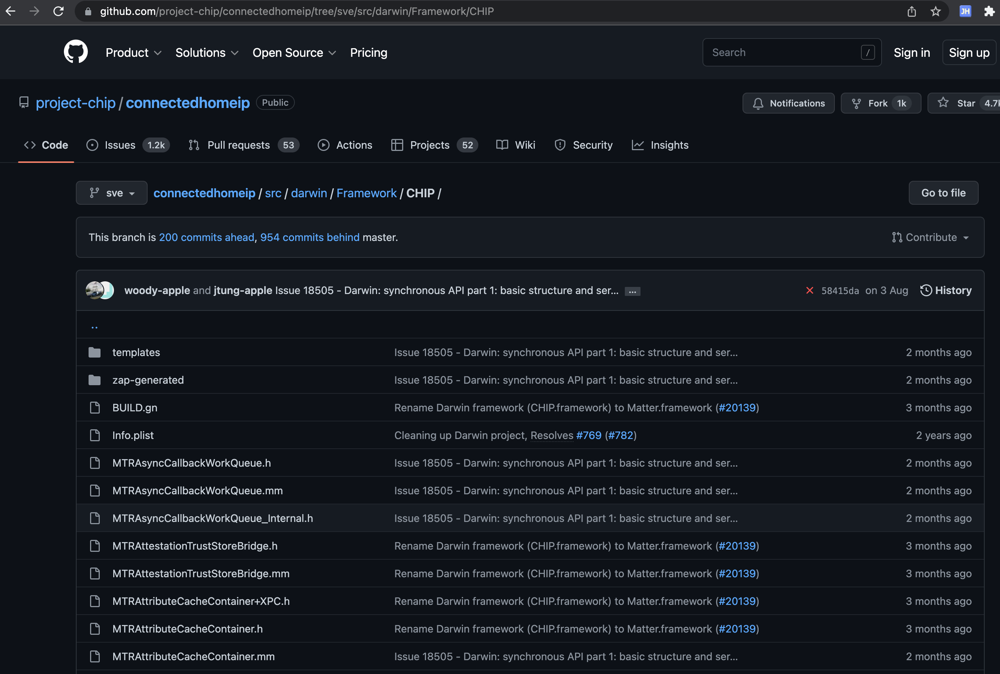 github.com/project-chip/connectedhomeip/tree/sve/src/darwin/Framework/CHIP
JH
Product Solutions Open Source Pricing Search / Sign in Sign up
project-chip / connectedhomeip Public Notifications Fork 1k Star 4.7k
Code Issues 1.2k Pull requests 53 Actions Projects 52 Wiki Security Insights
sve connectedhomeip / src / darwin / Framework / CHIP / Go to file
This branch is 200 commits ahead, 954 commits behind master. Contribute
woody-apple and jtung-apple Issue 18505 - Darwin: synchronous API part 1: basic structure and ser... ... 58415da on 3 Aug History
..
templates Issue 18505 - Darwin: synchronous API part 1: basic structure and ser... 2 months ago
zap-generated Issue 18505 - Darwin: synchronous API part 1: basic structure and ser... 2 months ago
BUILD.gn Rename Darwin framework (CHIP.framework) to Matter.framework (#20139) 3 months ago
Info.plist Cleaning up Darwin project, Resolves #769 (#782) 2 years ago
MTRAsyncCallbackWorkQueue.h Issue 18505 - Darwin: synchronous API part 1: basic structure and ser... 2 months ago
MTRAsyncCallbackWorkQueue.mm Issue 18505 - Darwin: synchronous API part 1: basic structure and ser... 2 months ago
MTRAsyncCallbackWorkQueue_Internal.h Issue 18505 - Darwin: synchronous API part 1: basic structure and ser... 2 months ago
MTRAttestationTrustStoreBridge.h Rename Darwin framework (CHIP.framework) to Matter.framework (#20139) 3 months ago
MTRAttestationTrustStoreBridge.mm Rename Darwin framework (CHIP.framework) to Matter.framework (#20139) 3 months ago
MTRAttributeCacheContainer+XPC.h Rename Darwin framework (CHIP.framework) to Matter.framework (#20139) 3 months ago
MTRAttributeCacheContainer.h Rename Darwin framework (CHIP.framework) to Matter.framework (#20139) 3 months ago
MTRAttributeCacheContainer.mm Issue 18505 - Darwin: synchronous API part 1: basic structure and ser... 2 months ago